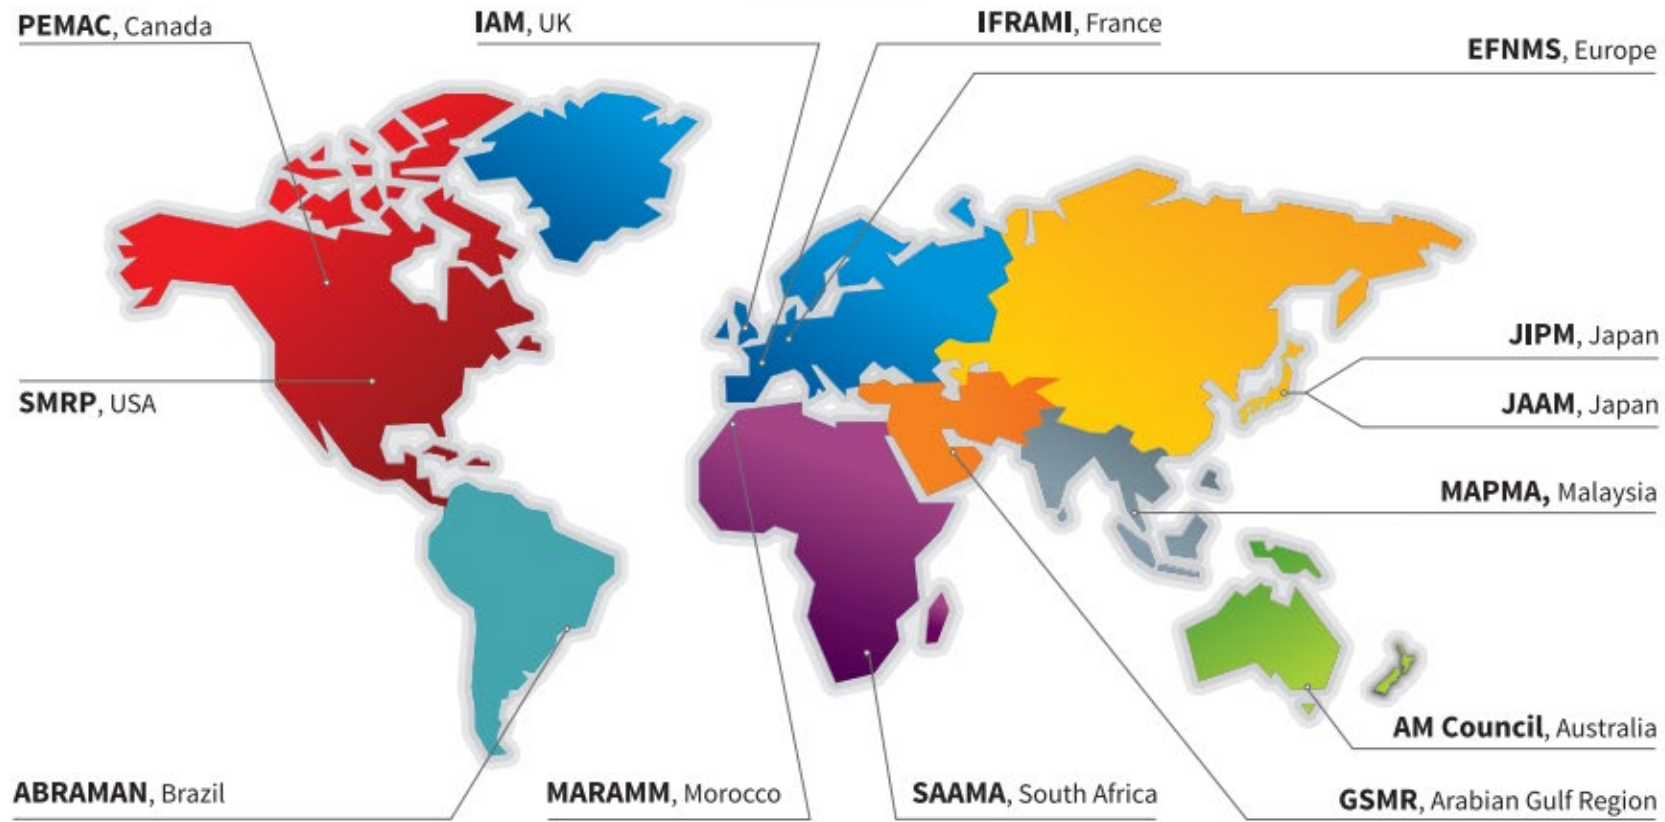 PEMAC, Canada
IAM, UK
IFRAMI, France
EFNMS, Europe
JIPM, Japan
SMRP, USA
JAAM, Japan
MAPMA, Malaysia
AM Council, Australia
ABRAMAN, Brazil
MARAMM, Morocco
SAAMA, South Africa
GSMR, Arabian Gulf Region